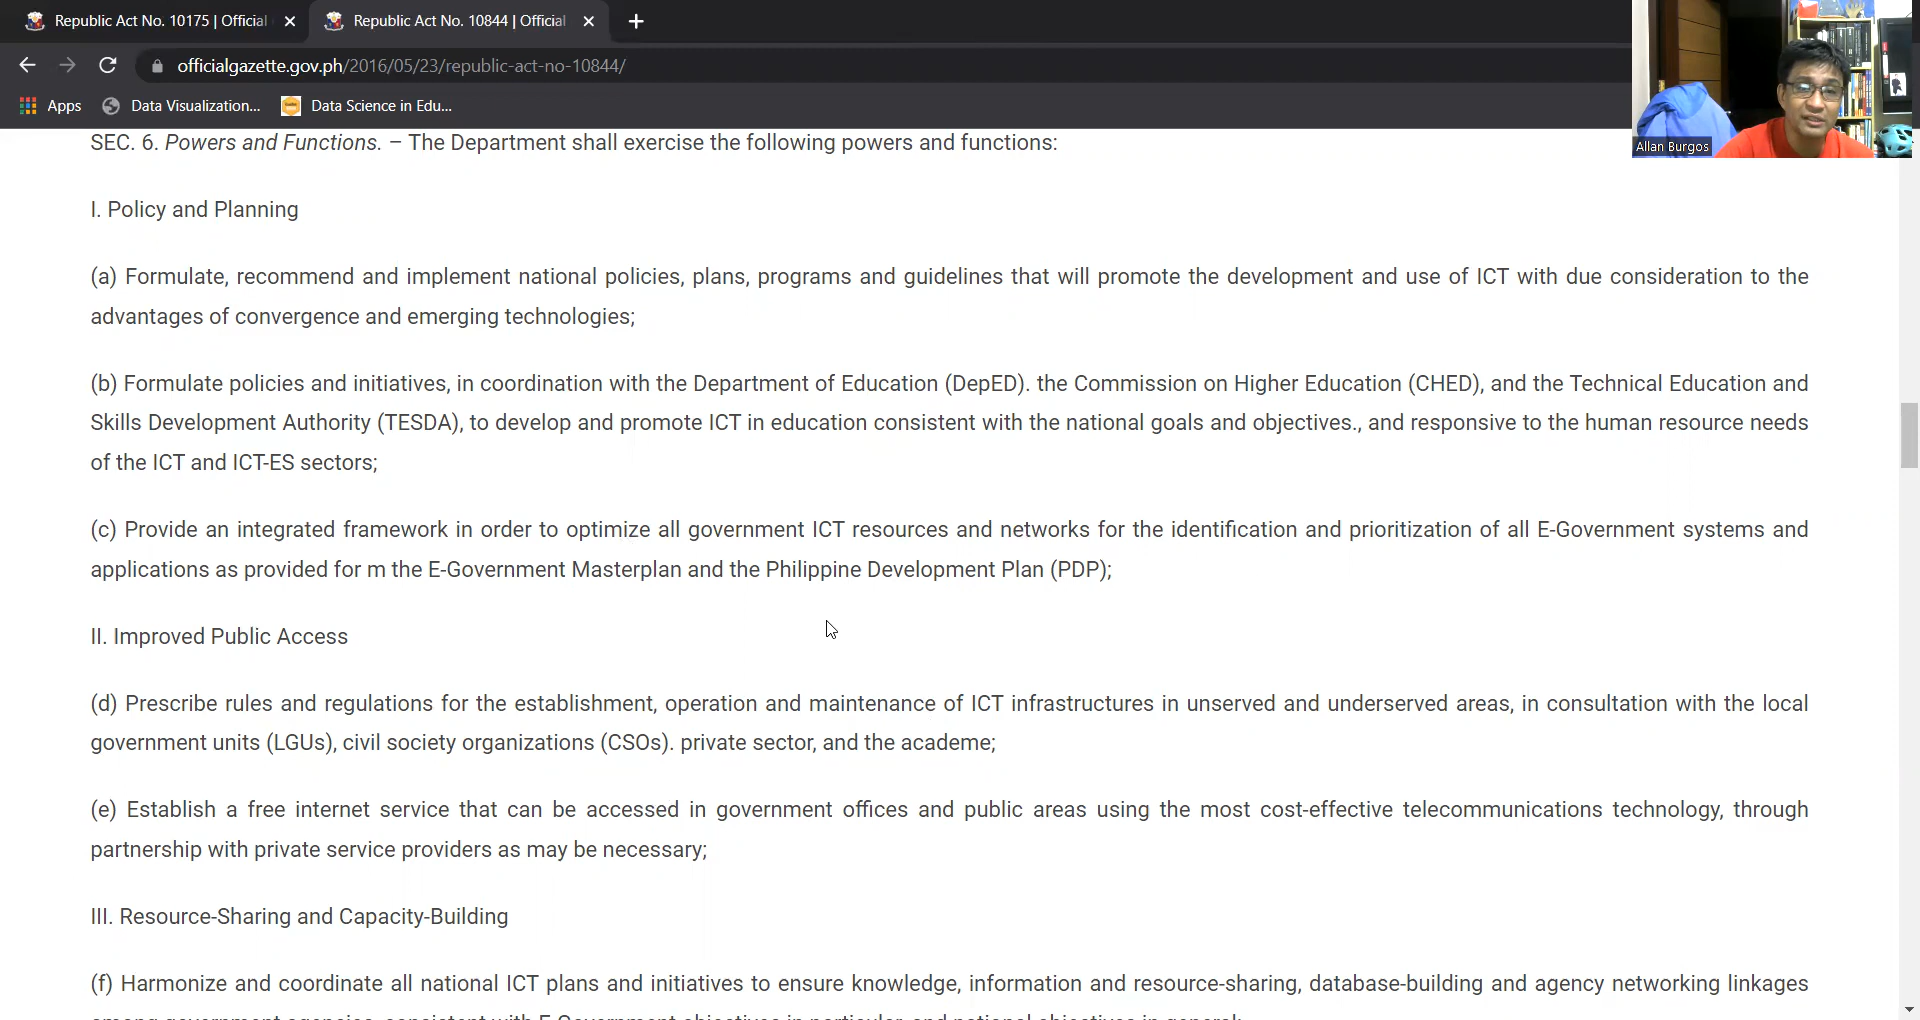 Republic Act No. 10175 | Official
Republic Act No. 10844 | Official
officialgazette.gov.ph/2016/05/23/republic-act-no-10844/
Apps
Data Visualization...
Data Science in Edu...
Allan Burgos
SEC. 6. Powers and Functions. – The Department shall exercise the following powers and functions:
I. Policy and Planning
(a) Formulate, recommend and implement national policies, plans, programs and guidelines that will promote the development and use of ICT with due consideration to the
advantages of convergence and emerging technologies;
(b) Formulate policies and initiatives, in coordination with the Department of Education (DepED). the Commission on Higher Education (CHED), and the Technical Education and
Skills Development Authority (TESDA), to develop and promote ICT in education consistent with the national goals and objectives., and responsive to the human resource needs
of the ICT and ICT-ES sectors;
(c) Provide an integrated framework in order to optimize all government ICT resources and networks for the identification and prioritization of all E-Government systems and
applications as provided for m the E-Government Masterplan and the Philippine Development Plan (PDP);
II. Improved Public Access
(d) Prescribe rules and regulations for the establishment, operation and maintenance of ICT infrastructures in unserved and underserved areas, in consultation with the local
government units (LGUs), civil society organizations (CSOs). private sector, and the academe;
(e) Establish a free internet service that can be accessed in government offices and public areas using the most cost-effective telecommunications technology, through
partnership with private service providers as may be necessary;
III. Resource-Sharing and Capacity-Building
(f) Harmonize and coordinate all national ICT plans and initiatives to ensure knowledge, information and resource-sharing, database-building and agency networking linkages
among government agencies, consistent with E-Government objectives in particular, and national objectives in general;